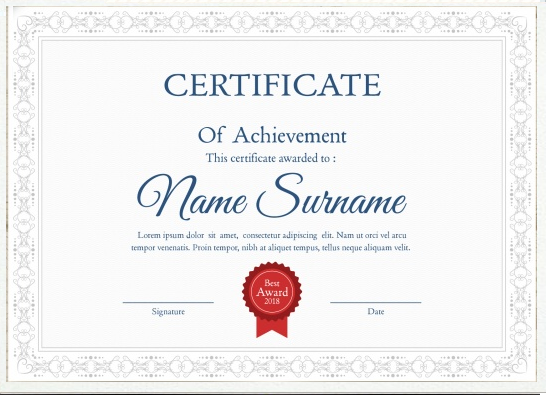 CERTIFICATE
Of Achievement
This certificate awarded to :
Name Surname
Lorem ipsum dolor sit amet, consectetur adipiscing elit. Nam ut orci vel arcu
tempor venenatis. Proin tempor, nibh at aliquet tempus, tellus neque aliquam velit.
Best
Award
2018
Signature
Date